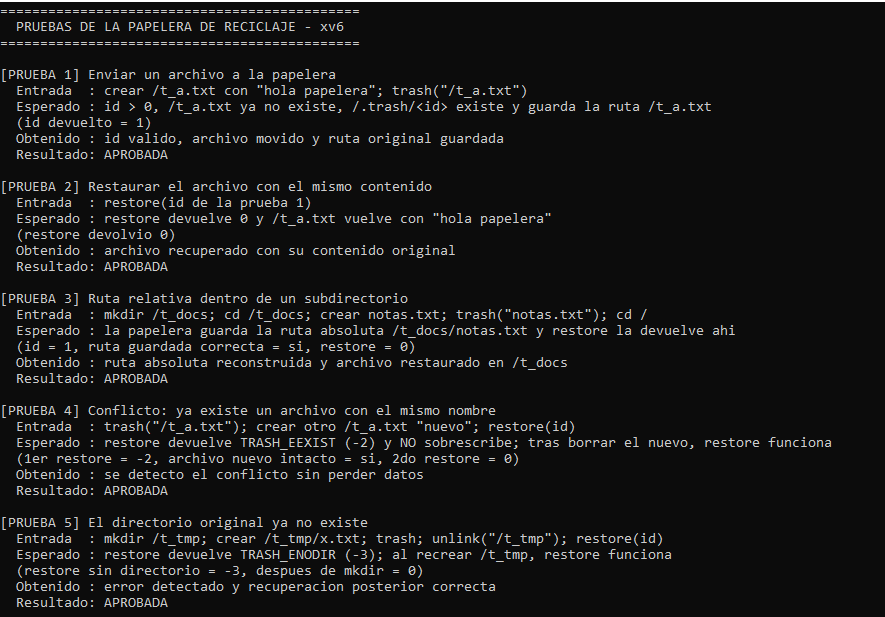 =============================================
PRUEBAS DE LA PAPELERA DE RECICLAJE - xv6
=============================================
[PRUEBA 1] Enviar un archivo a la papelera
Entrada  : crear /t_a.txt con "hola papelera"; trash("/t_a.txt")
Esperado : id > 0, /t_a.txt ya no existe, /.trash/<id> existe y guarda la ruta /t_a.txt
(id devuelto = 1)
Obtenido : id valido, archivo movido y ruta original guardada
Resultado: APROBADA
[PRUEBA 2] Restaurar el archivo con el mismo contenido
Entrada  : restore(id de la prueba 1)
Esperado : restore devuelve 0 y /t_a.txt vuelve con "hola papelera"
(restore devolvio 0)
Obtenido : archivo recuperado con su contenido original
Resultado: APROBADA
[PRUEBA 3] Ruta relativa dentro de un subdirectorio
Entrada  : mkdir /t_docs; cd /t_docs; crear notas.txt; trash("notas.txt"); cd /
Esperado : la papelera guarda la ruta absoluta /t_docs/notas.txt y restore la devuelve ahi
(id = 1, ruta guardada correcta = si, restore = 0)
Obtenido : ruta absoluta reconstruida y archivo restaurado en /t_docs
Resultado: APROBADA
[PRUEBA 4] Conflicto: ya existe un archivo con el mismo nombre
Entrada  : trash("/t_a.txt"); crear otro /t_a.txt "nuevo"; restore(id)
Esperado : restore devuelve TRASH_EEXIST (-2) y NO sobrescribe; tras borrar el nuevo, restore funciona
(1er restore = -2, archivo nuevo intacto = si, 2do restore = 0)
Obtenido : se detecto el conflicto sin perder datos
Resultado: APROBADA
[PRUEBA 5] El directorio original ya no existe
Entrada  : mkdir /t_tmp; crear /t_tmp/x.txt; trash; unlink("/t_tmp"); restore(id)
Esperado : restore devuelve TRASH_ENODIR (-3); al recrear /t_tmp, restore funciona
(restore sin directorio = -3, despues de mkdir = 0)
Obtenido : error detectado y recuperacion posterior correcta
Resultado: APROBADA